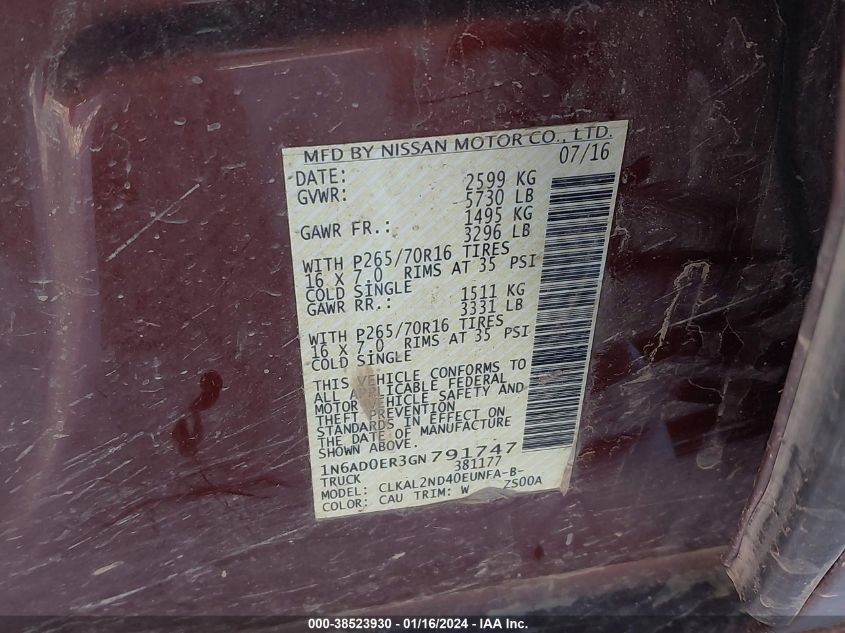 MFD BY NISSAN MOTOR CO., LTD.
DATE: 07/16
GVWR: 2599 KG
5730 LB
GAWR FR.: 1495 KG
3296 LB
WITH P265/70R16 TIRES
16 X 7.0 RIMS AT 35 PSI
COLD SINGLE
GAWR RR.: 1511 KG
3331 LB
WITH P265/70R16 TIRES
16 X 7.0 RIMS AT 35 PSI
COLD SINGLE
THIS VEHICLE CONFORMS TO
ALL APPLICABLE FEDERAL
MOTOR VEHICLE SAFETY AND
THEFT PREVENTION
STANDARDS IN EFFECT ON
THE DATE OF MANUFACTURE
SHOWN ABOVE.
1N6AD0ER3GN791747
TRUCK 381177
MODEL: CLKAL2ND40EUNFA-B-
COLOR: CAU TRIM: W ZS00A
000-38523930 - 01/16/2024 - IAA Inc.